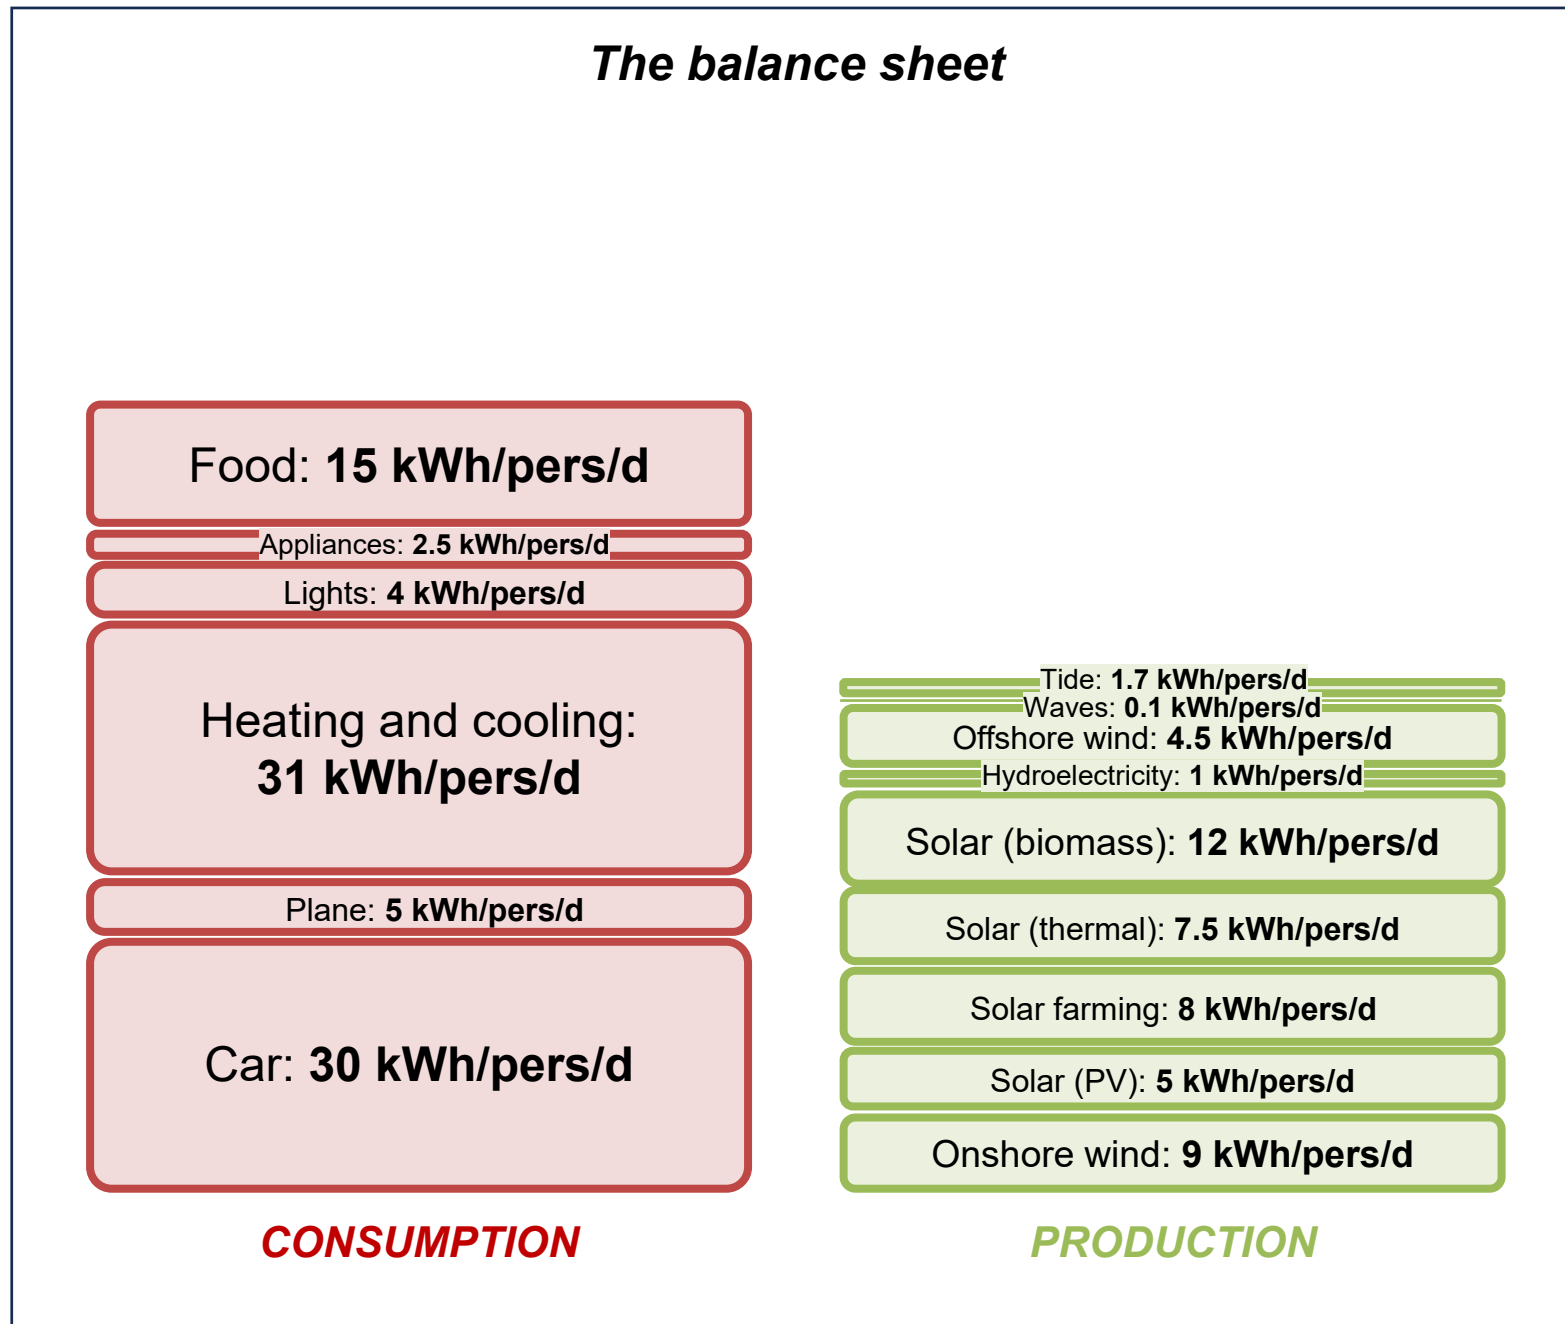 The balance sheet
Food: 15 kWh/pers/d
Appliances: 2.5 kWh/pers/d
Lights: 4 kWh/pers/d
Heating and cooling:
31 kWh/pers/d
Plane: 5 kWh/pers/d
Car: 30 kWh/pers/d
CONSUMPTION
Tide: 1.7 kWh/pers/d
Waves: 0.1 kWh/pers/d
Offshore wind: 4.5 kWh/pers/d
Hydroelectricity: 1 kWh/pers/d
Solar (biomass): 12 kWh/pers/d
Solar (thermal): 7.5 kWh/pers/d
Solar farming: 8 kWh/pers/d
Solar (PV): 5 kWh/pers/d
Onshore wind: 9 kWh/pers/d
PRODUCTION